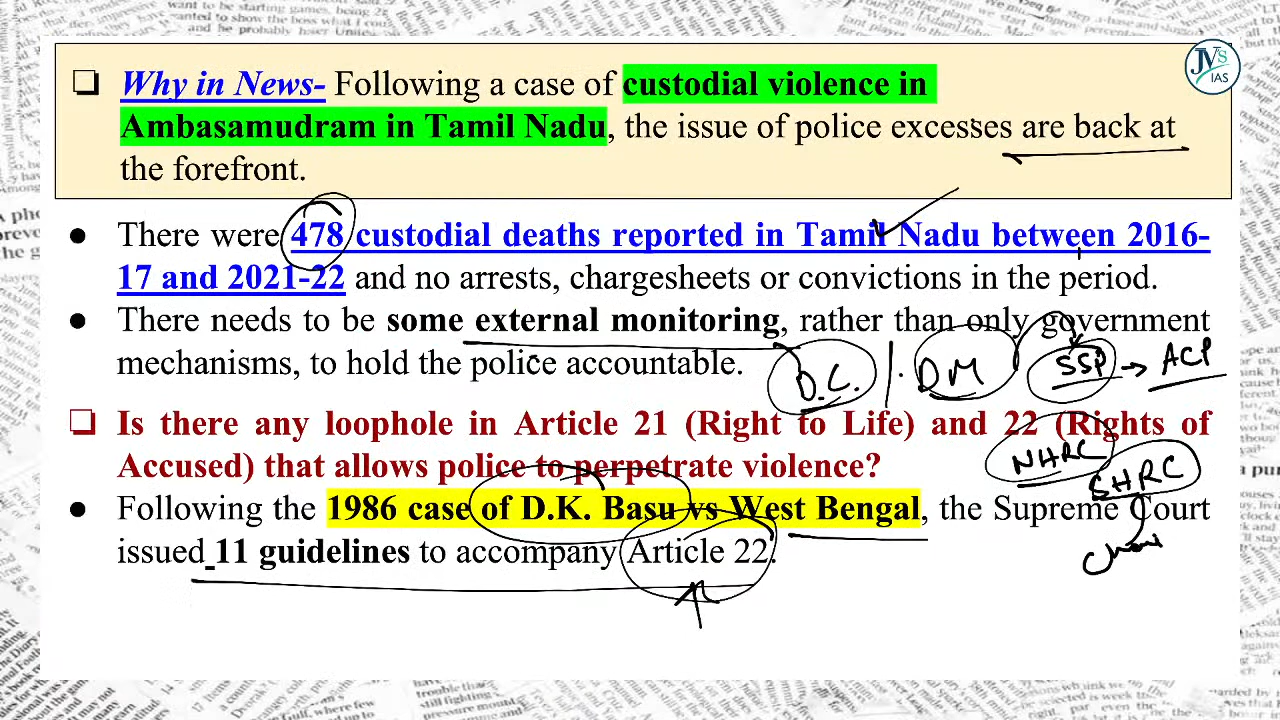 JV's
IAS
❑ Why in News- Following a case of custodial violence in
Ambasamudram in Tamil Nadu, the issue of police excesses are back at
the forefront.
● There were 478 custodial deaths reported in Tamil Nadu between 2016-
17 and 2021-22 and no arrests, chargesheets or convictions in the period.
● There needs to be some external monitoring, rather than only government
mechanisms, to hold the police accountable.
D.C. / DM SSP → ACP
❑ Is there any loophole in Article 21 (Right to Life) and 22 (Rights of
Accused) that allows police to perpetrate violence?
NHRC
SHRC
● Following the 1986 case of D.K. Basu vs West Bengal, the Supreme Court
issued 11 guidelines to accompany Article 22.